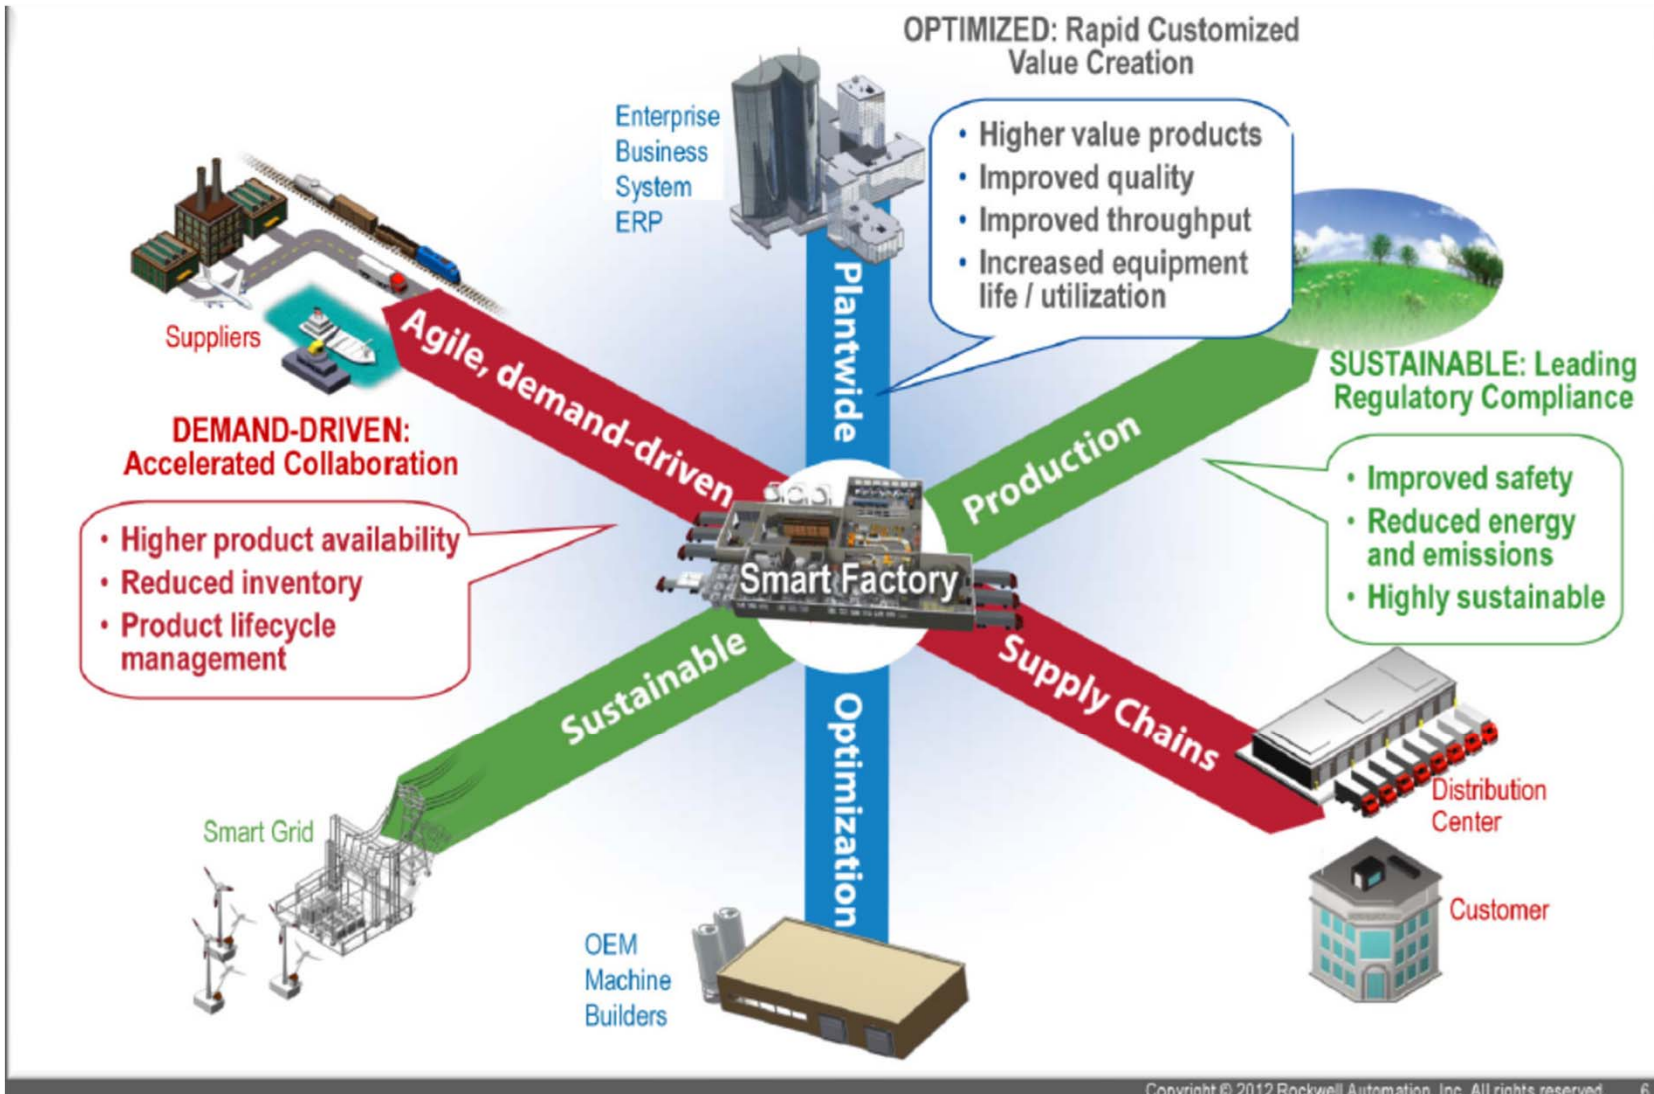 OPTIMIZED: Rapid Customized
Value Creation
Enterprise
Business
System
ERP
• Higher value products
• Improved quality
• Improved throughput
• Increased equipment
life / utilization
Suppliers
Plantwide
Agile, demand-driven
Production
SUSTAINABLE: Leading
Regulatory Compliance
DEMAND-DRIVEN:
Accelerated Collaboration
• Improved safety
• Reduced energy
and emissions
• Highly sustainable
• Higher product availability
• Reduced inventory
• Product lifecycle
management
Smart Factory
Sustainable
Supply Chains
Optimization
Smart Grid
Distribution
Center
Customer
OEM
Machine
Builders
Copyright © 2012 Rockwell Automation, Inc. All rights reserved. 6